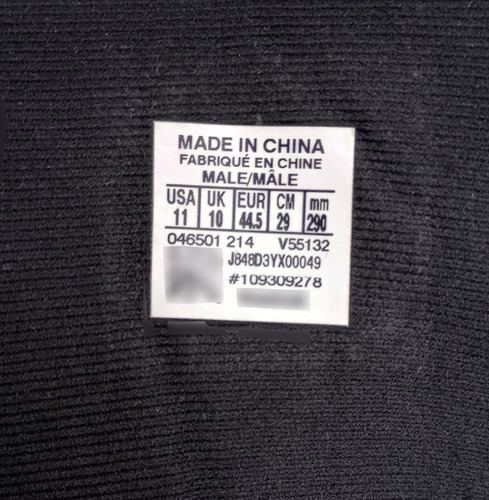 MADE IN CHINA
FABRIQUÉ EN CHINE
MALE/MÂLE
USA UK EUR CM mm
11 10 44.5 29 290
046501 214 V55132
J848D3YX00049
#109309278